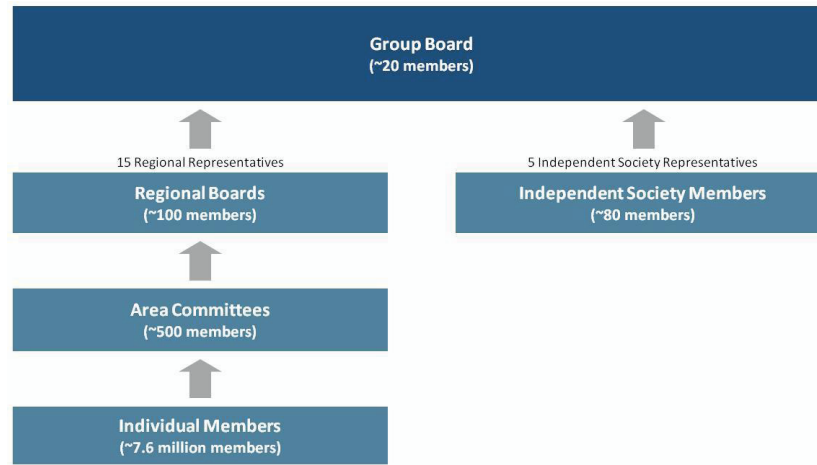 Group Board
(~20 members)
15 Regional Representatives
5 Independent Society Representatives
Regional Boards
(~100 members)
Independent Society Members
(~80 members)
Area Committees
(~500 members)
Individual Members
(~7.6 million members)